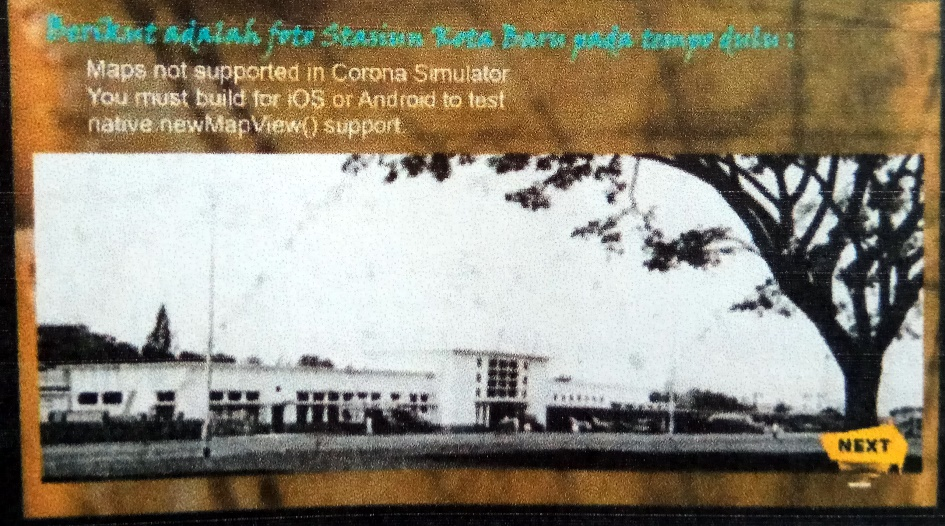 Berikut adalah foto Stasiun Kota Baru pada tempo dulu :
Maps not supported in Corona Simulator
You must build for iOS or Android to test
native.newMapView() support.
NEXT